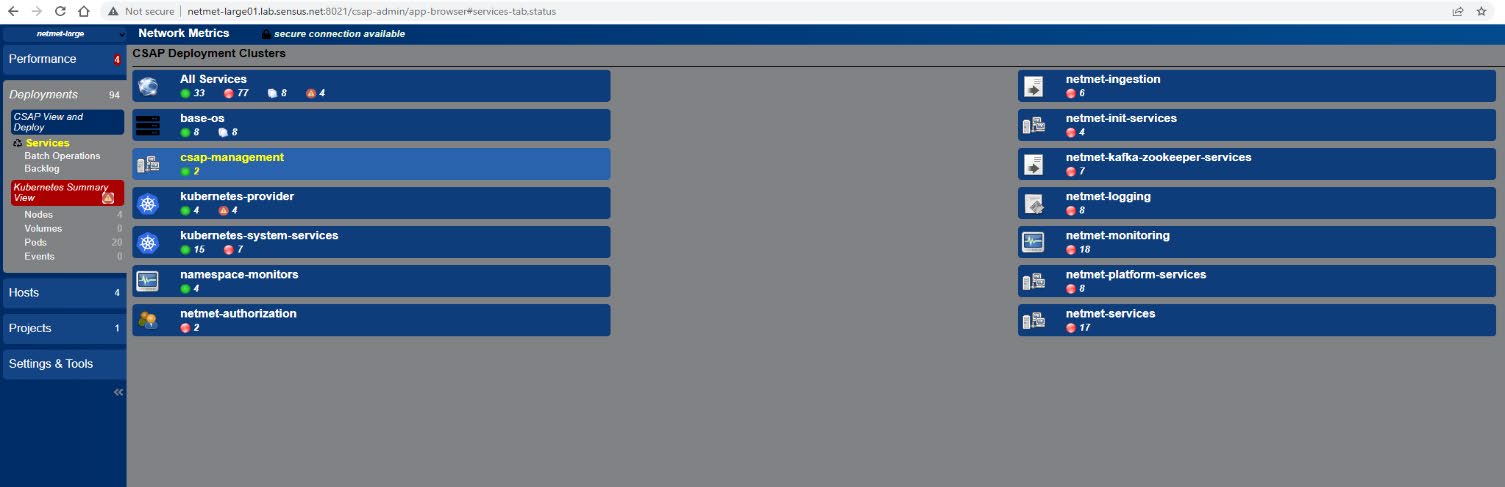 Not secure
netmet-large01.lab.sensus.net:8021/csap-admin/app-browser#services-tab,status
netmet-large
Network Metrics
secure connection available
Performance
4
Deployments
94
CSAP View and
Deploy
Services
Batch Operations
Backlog
Kubernetes Summary
View
Nodes 4
Volumes 0
Pods 20
Events 0
Hosts 4
Projects 1
Settings & Tools
«
CSAP Deployment Clusters
All Services
33 77 8 4
base-os
8 8
csap-management
2
kubernetes-provider
4 4
kubernetes-system-services
15 7
namespace-monitors
4
netmet-authorization
2
netmet-ingestion
6
netmet-init-services
4
netmet-kafka-zookeeper-services
7
netmet-logging
8
netmet-monitoring
18
netmet-platform-services
8
netmet-services
17